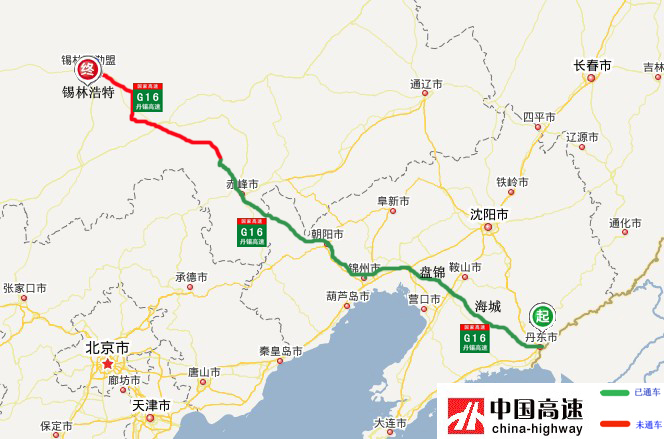 锡林郭勒盟
终
锡林浩特
国家高速
G16
丹锡高速
通辽市
长春市
吉林
四平市
辽源市
赤峰市
铁岭市
阜新市
沈阳市
通化市
国家高速
G16
丹锡高速
朝阳市
锦州市
盘锦
鞍山市
张家口市
承德市
葫芦岛市
营口市
海城
起
丹东市
国家高速
G16
丹锡高速
北京市
秦皇岛市
廊坊市
唐山市
天津市
保定市
大连市
中国高速
china-highway
已通车
未通车